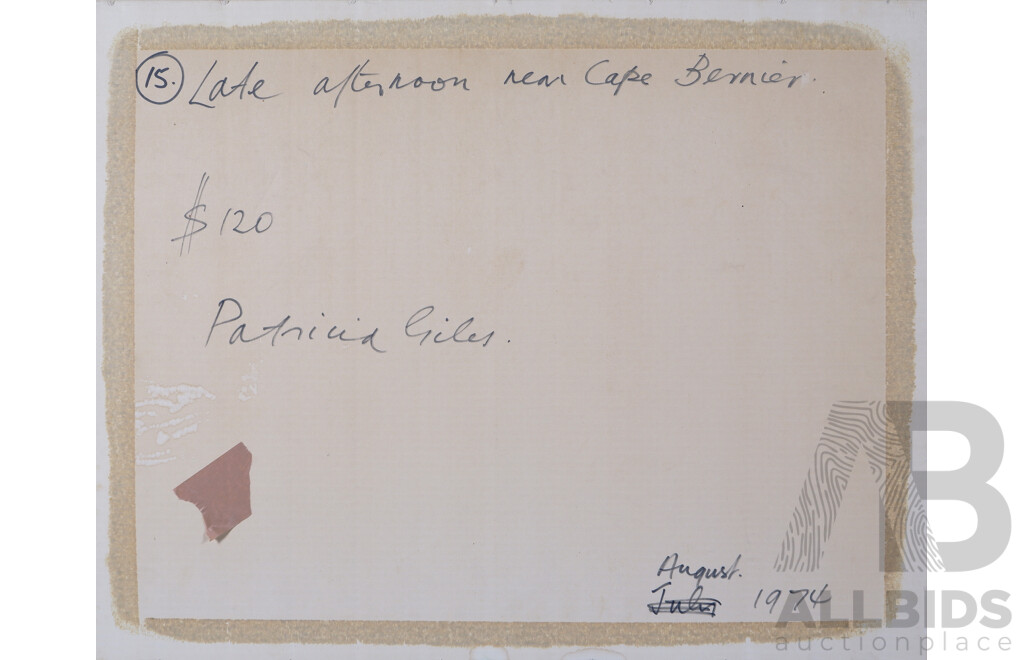 15. Late afternoon near Cape Bernier.
$120
Patricia Giles.
August.
July 1974
ALLBIDS
auctionplace